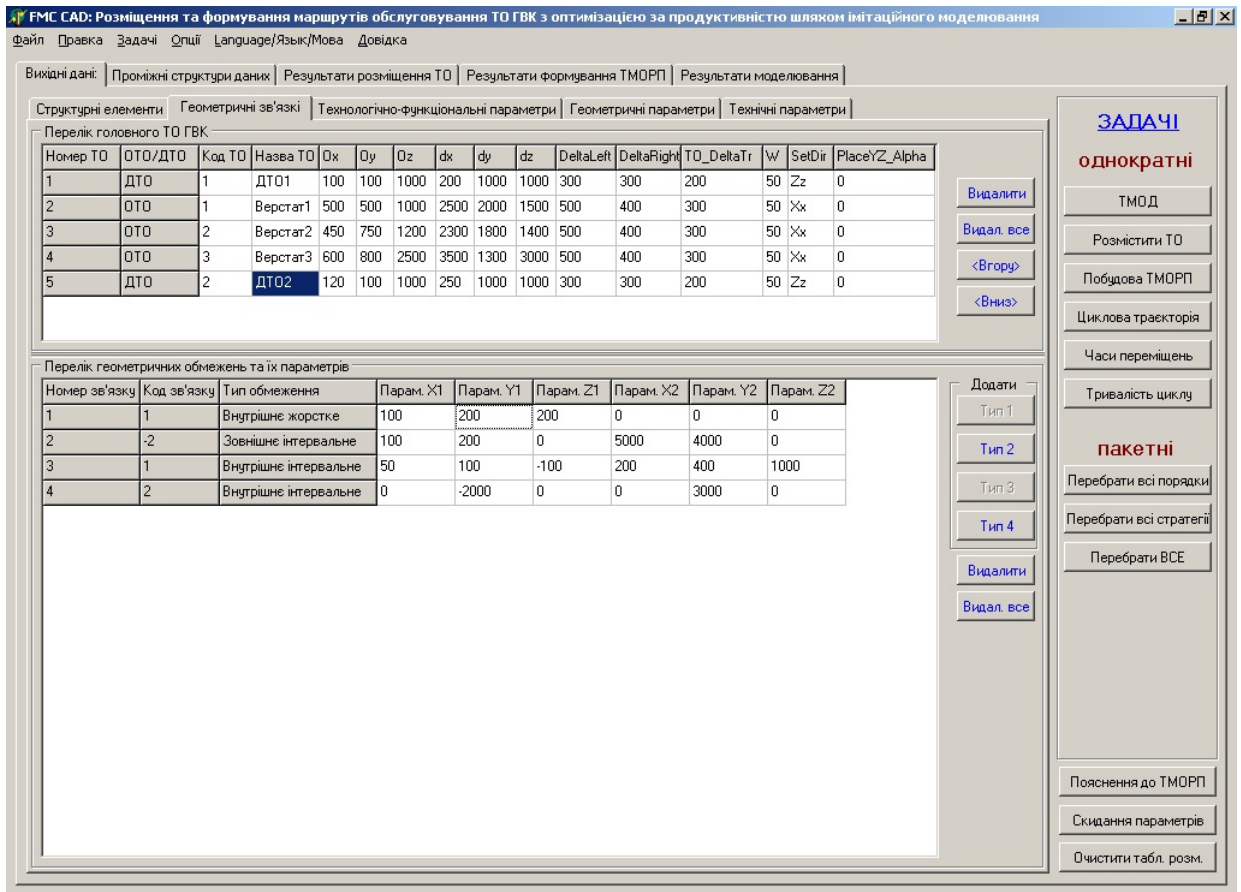 FMC CAD: Розміщення та формування маршрутів обслуговування ТО ГВК з оптимізацією за продуктивністю шляхом імітаційного моделювання
Файл Правка Задачі Опції Language/Язык/Мова Довідка
Вихідні дані: Проміжні структури даних Результати розміщення ТО Результати формування ТМОРП Результати моделювання
Структурні елементи Геометричні зв'язкі Технологічно-функціональні параметри Геометричні параметри Технічні параметри
Перелік головного ТО ГВК
Номер ТО ОТО/ДТО Код ТО Назва ТО Ox Oy Oz dx dy dz DeltaLeft DeltaRight TO_DeltaTr W SetDir PlaceYZ_Alpha
1 ДТО 1 ДТО1 100 100 1000 200 1000 1000 300 300 200 50 Zz 0
2 ОТО 1 Верстат1 500 500 1000 2500 2000 1500 500 400 300 50 Xx 0
3 ОТО 2 Верстат2 450 750 1200 2300 1800 1400 500 400 300 50 Xx 0
4 ОТО 3 Верстат3 600 800 2500 3500 1300 3000 500 400 300 50 Xx 0
5 ДТО 2 ДТО2 120 100 1000 250 1000 1000 300 300 200 50 Zz 0
Видалити
Видал. все
<Вгору>
<Вниз>
Перелік геометричних обмежень та їх параметрів
Номер зв'язку Код зв'язку Тип обмеження Парам. X1 Парам. Y1 Парам. Z1 Парам. X2 Парам. Y2 Парам. Z2
1 1 Внутрішнє жорстке 100 200 200 0 0 0
2 -2 Зовнішнє інтервальне 100 200 0 5000 4000 0
3 1 Внутрішнє інтервальне 50 100 -100 200 400 1000
4 2 Внутрішнє інтервальне 0 -2000 0 0 3000 0
Додати
Тип 1
Тип 2
Тип 3
Тип 4
Видалити
Видал. все
ЗАДАЧІ
однократні
ТМОД
Розмістити ТО
Побудова ТМОРП
Циклова траєкторія
Часи переміщень
Тривалість циклу
пакетні
Перебрати всі порядки
Перебрати всі стратегії
Перебрати ВСЕ
Пояснення до ТМОРП
Скидання параметрів
Очистити табл. розм.